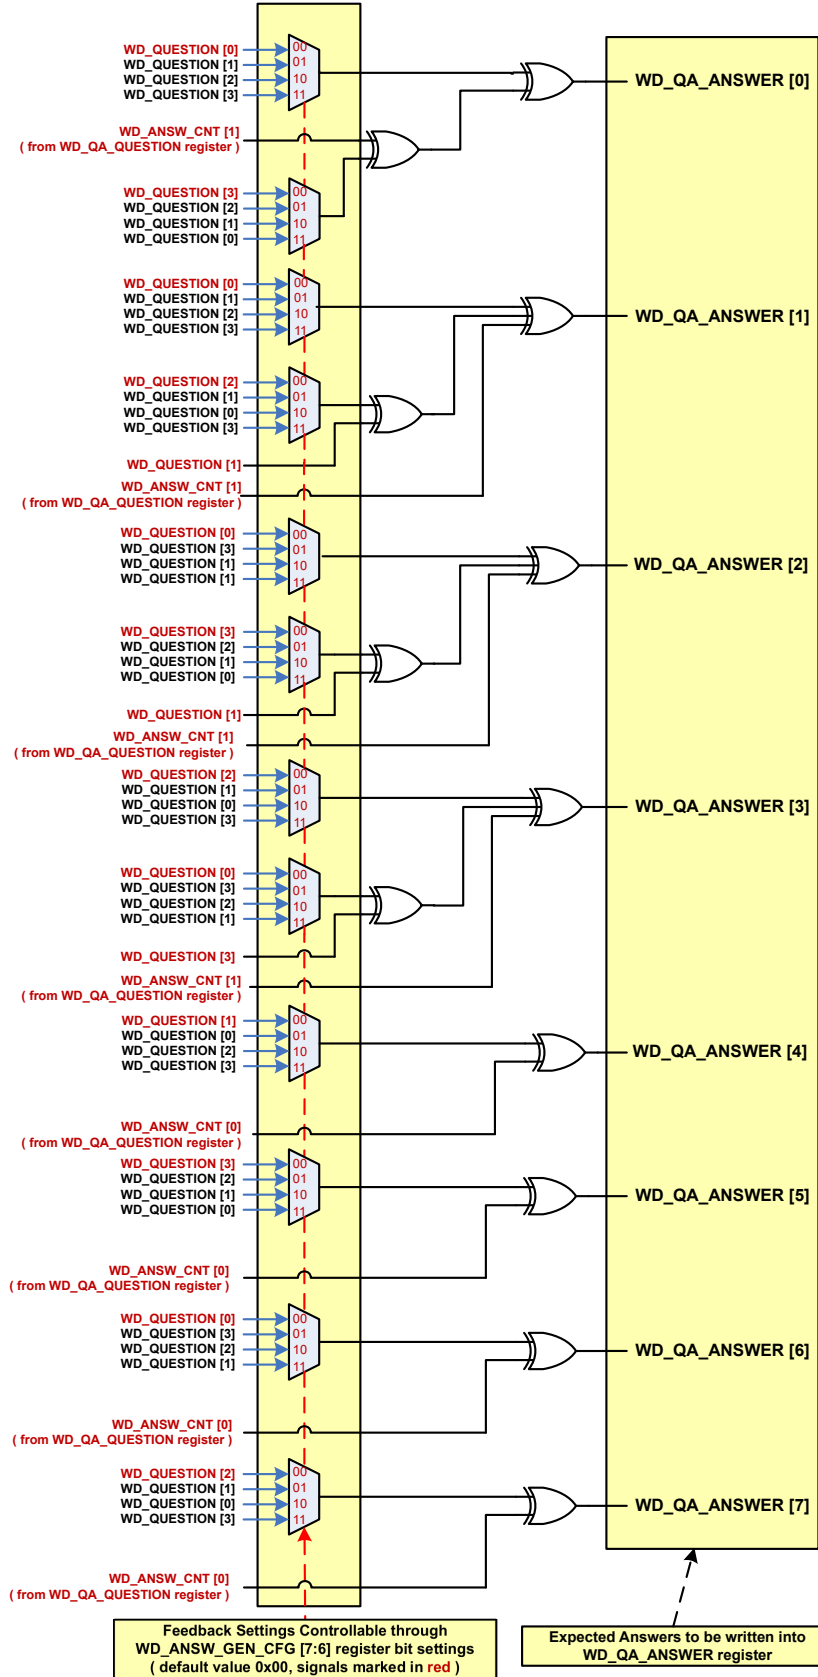 WD_QUESTION [0]
WD_QUESTION [1]
WD_QUESTION [2]
WD_QUESTION [3]
00
01
10
11
WD_QA_ANSWER [0]
WD_ANSW_CNT [1]
( from WD_QA_QUESTION register )
WD_QUESTION [3]
WD_QUESTION [2]
WD_QUESTION [1]
WD_QUESTION [0]
00
01
10
11
WD_QUESTION [0]
WD_QUESTION [1]
WD_QUESTION [2]
WD_QUESTION [3]
00
01
10
11
WD_QA_ANSWER [1]
WD_QUESTION [2]
WD_QUESTION [1]
WD_QUESTION [0]
WD_QUESTION [3]
00
01
10
11
WD_QUESTION [1]
WD_ANSW_CNT [1]
( from WD_QA_QUESTION register )
WD_QUESTION [0]
WD_QUESTION [3]
WD_QUESTION [1]
WD_QUESTION [1]
00
01
10
11
WD_QA_ANSWER [2]
WD_QUESTION [3]
WD_QUESTION [2]
WD_QUESTION [1]
WD_QUESTION [0]
00
01
10
11
WD_QUESTION [1]
WD_ANSW_CNT [1]
( from WD_QA_QUESTION register )
WD_QUESTION [2]
WD_QUESTION [1]
WD_QUESTION [0]
WD_QUESTION [3]
00
01
10
11
WD_QA_ANSWER [3]
WD_QUESTION [0]
WD_QUESTION [3]
WD_QUESTION [2]
WD_QUESTION [1]
00
01
10
11
WD_QUESTION [3]
WD_ANSW_CNT [1]
( from WD_QA_QUESTION register )
WD_QUESTION [1]
WD_QUESTION [0]
WD_QUESTION [2]
WD_QUESTION [3]
00
01
10
11
WD_QA_ANSWER [4]
WD_ANSW_CNT [0]
( from WD_QA_QUESTION register )
WD_QUESTION [3]
WD_QUESTION [2]
WD_QUESTION [1]
WD_QUESTION [0]
00
01
10
11
WD_QA_ANSWER [5]
WD_ANSW_CNT [0]
( from WD_QA_QUESTION register )
WD_QUESTION [0]
WD_QUESTION [3]
WD_QUESTION [2]
WD_QUESTION [1]
00
01
10
11
WD_QA_ANSWER [6]
WD_ANSW_CNT [0]
( from WD_QA_QUESTION register )
WD_QUESTION [2]
WD_QUESTION [1]
WD_QUESTION [0]
WD_QUESTION [3]
00
01
10
11
WD_QA_ANSWER [7]
WD_ANSW_CNT [0]
( from WD_QA_QUESTION register )
Feedback Settings Controllable through
WD_ANSW_GEN_CFG [7:6] register bit settings
( default value 0x00, signals marked in red )
Expected Answers to be written into
WD_QA_ANSWER register